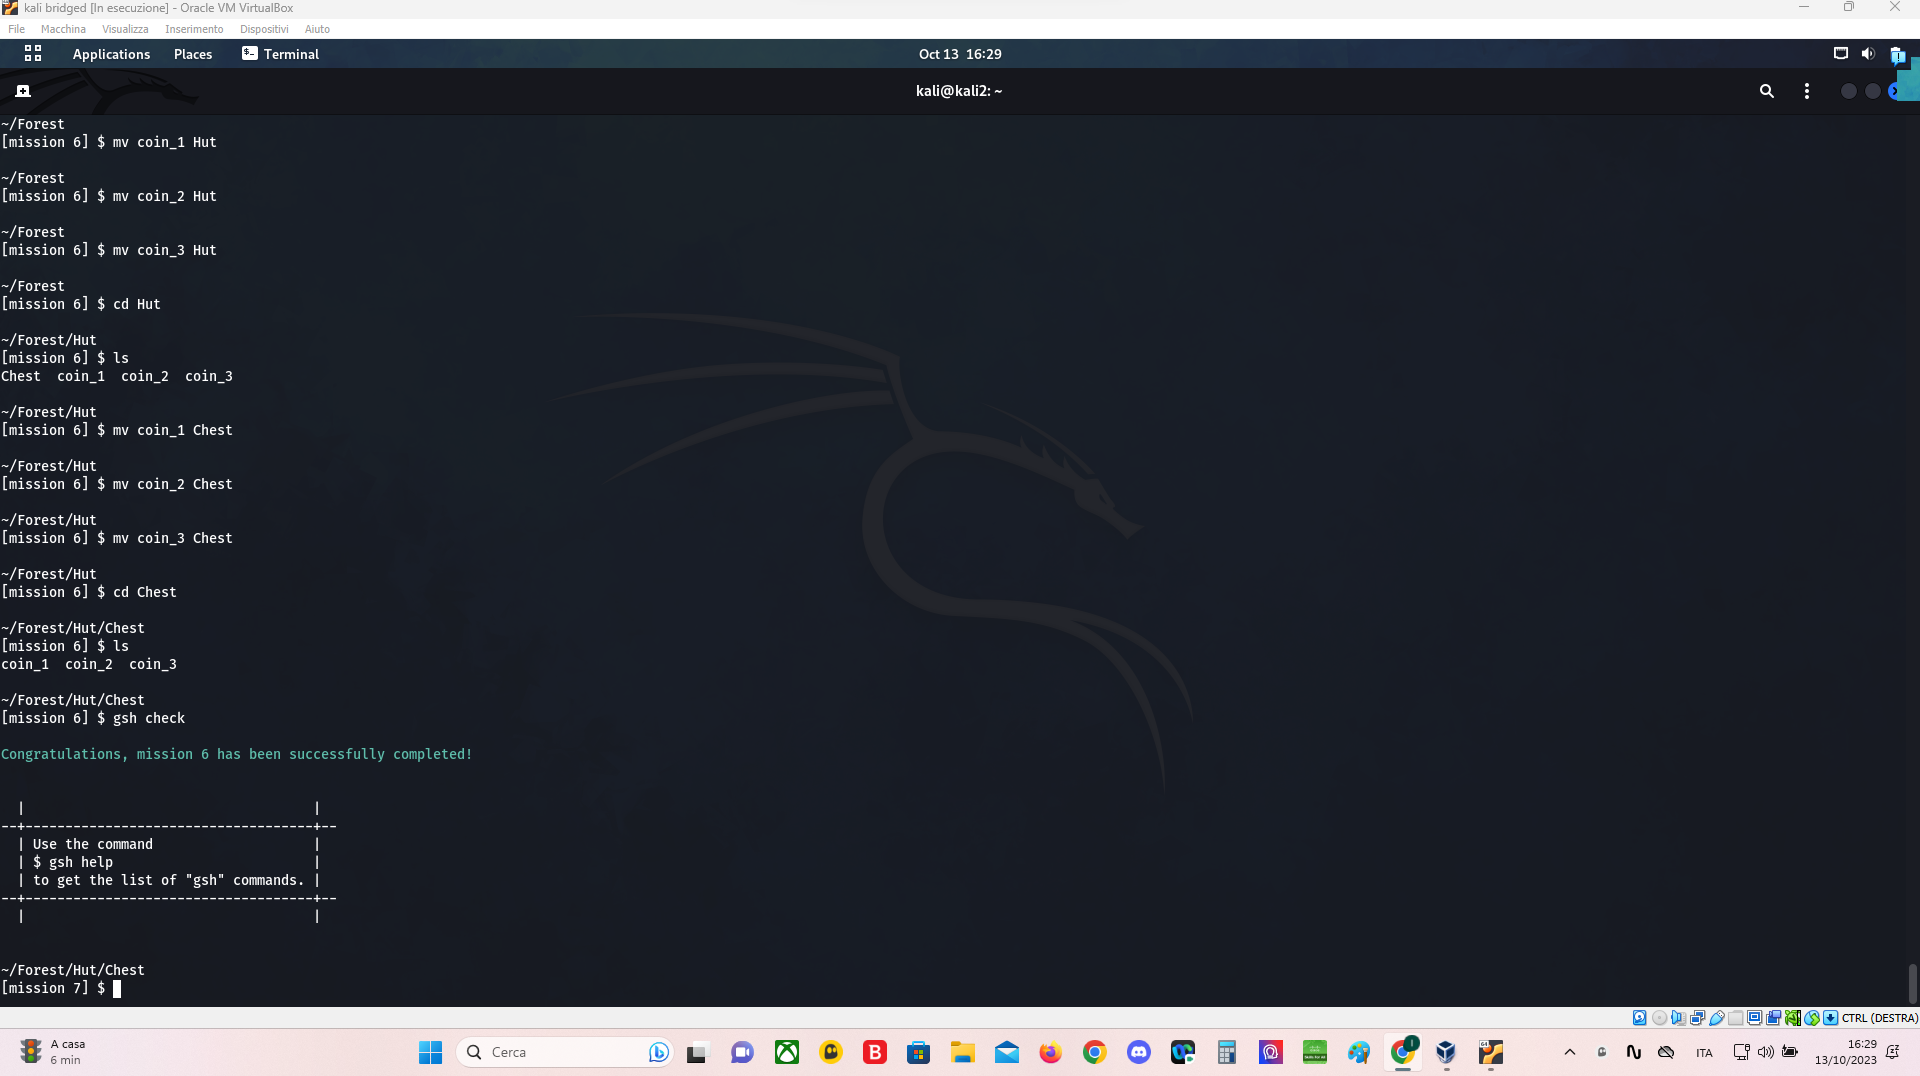 kali bridged [In esecuzione] - Oracle VM VirtualBox
File Macchina Visualizza Inserimento Dispositivi Aiuto
Applications Places Terminal Oct 13 16:29
kali@kali2: ~
~/Forest
[mission 6] $ mv coin_1 Hut
~/Forest
[mission 6] $ mv coin_2 Hut
~/Forest
[mission 6] $ mv coin_3 Hut
~/Forest
[mission 6] $ cd Hut
~/Forest/Hut
[mission 6] $ ls
Chest  coin_1  coin_2  coin_3
~/Forest/Hut
[mission 6] $ mv coin_1 Chest
~/Forest/Hut
[mission 6] $ mv coin_2 Chest
~/Forest/Hut
[mission 6] $ mv coin_3 Chest
~/Forest/Hut
[mission 6] $ cd Chest
~/Forest/Hut/Chest
[mission 6] $ ls
coin_1  coin_2  coin_3
~/Forest/Hut/Chest
[mission 6] $ gsh check
Congratulations, mission 6 has been successfully completed!
| |
--+------------------------------------+--
| Use the command |
| $ gsh help |
| to get the list of "gsh" commands. |
--+------------------------------------+--
| |
~/Forest/Hut/Chest
[mission 7] $
CTRL (DESTRA)
A casa
6 min
Cerca
ITA
16:29
13/10/2023